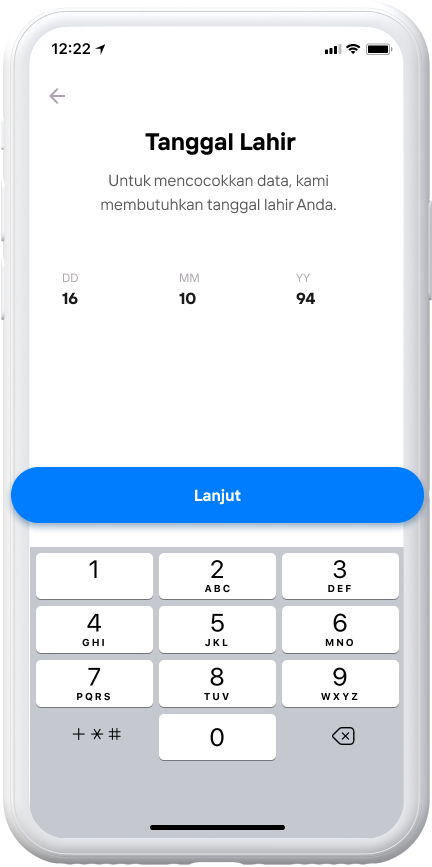 12:22
Tanggal Lahir
Untuk mencocokkan data, kami
membutuhkan tanggal lahir Anda.
DD MM YY
16 10 94
Lanjut
1 2 3
ABC DEF
4 5 6
GHI JKL MNO
7 8 9
PQRS TUV WXYZ
+*# 0